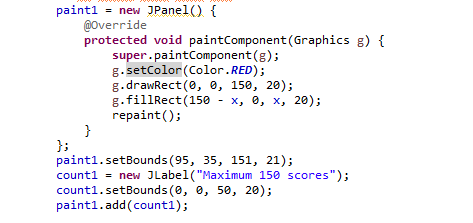 paint1 = new JPanel() {
@Override
protected void paintComponent(Graphics g) {
super.paintComponent(g);
g.setColor(Color.RED);
g.drawRect(0, 0, 150, 20);
g.fillRect(150 - x, 0, x, 20);
repaint();
}
};
paint1.setBounds(95, 35, 151, 21);
count1 = new JLabel("Maximum 150 scores");
count1.setBounds(0, 0, 50, 20);
paint1.add(count1);